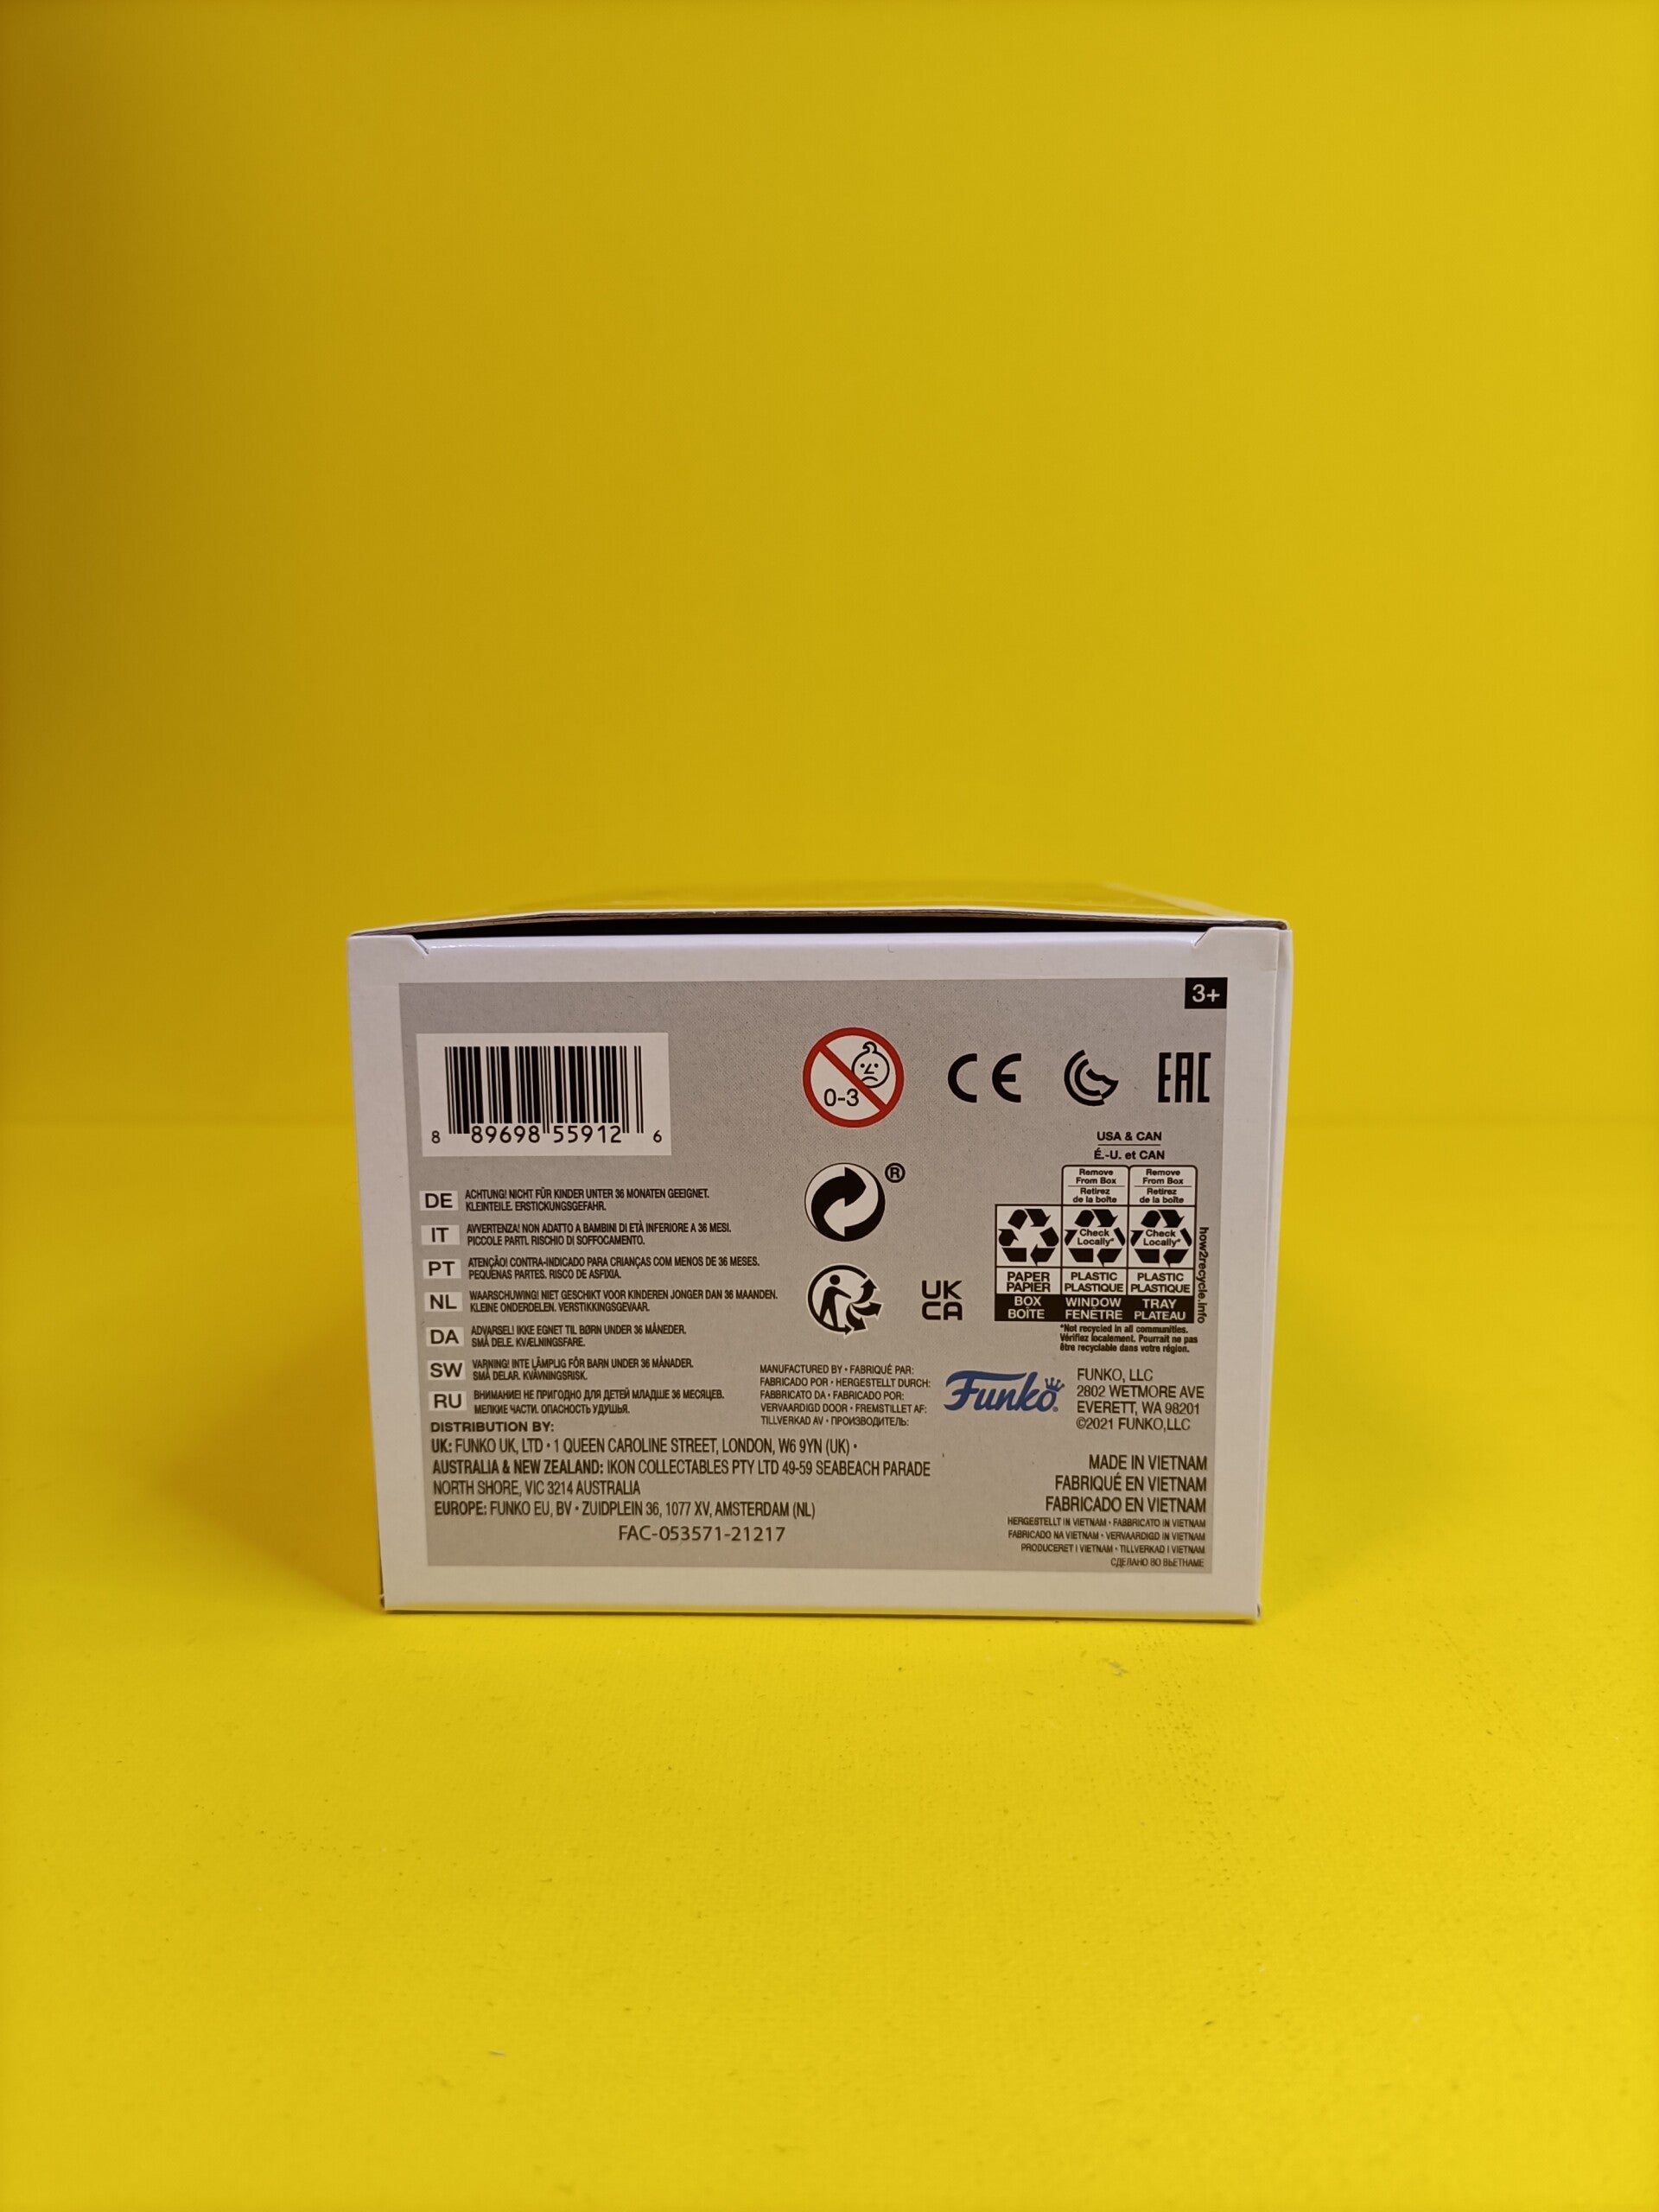 3+
8 89698 55912 6
0-3
CE
EAC
®
USA & CAN
É.-U. et CAN
Remove
From Box
Retirez
de la boîte
Remove
From Box
Retirez
de la boîte
Check
Locally*
Check
Locally*
PAPER
PAPIER
PLASTIC
PLASTIQUE
PLASTIC
PLASTIQUE
BOX
BOÎTE
WINDOW
FENÊTRE
TRAY
PLATEAU
how2recycle.info
*Not recycled in all communities.
Vérifiez localement. Pourrait ne pas
être recyclable dans votre région.
UK
CA
DE ACHTUNG! NICHT FÜR KINDER UNTER 36 MONATEN GEEIGNET.
KLEINTEILE. ERSTICKUNGSGEFAHR.
IT AVVERTENZA! NON ADATTO A BAMBINI DI ETÀ INFERIORE A 36 MESI.
PICCOLE PARTI. RISCHIO DI SOFFOCAMENTO.
PT ATENÇÃO! CONTRA-INDICADO PARA CRIANÇAS COM MENOS DE 36 MESES.
PEQUENAS PARTES. RISCO DE ASFIXIA.
NL WAARSCHUWING! NIET GESCHIKT VOOR KINDEREN JONGER DAN 36 MAANDEN.
KLEINE ONDERDELEN. VERSTIKKINGSGEVAAR.
DA ADVARSEL! IKKE EGNET TIL BØRN UNDER 36 MÅNEDER.
SMÅ DELE. KVÆLNINGSFARE.
SW VARNING! INTE LÄMPLIG FÖR BARN UNDER 36 MÅNADER.
SMÅ DELAR. KVÄVNINGSRISK.
RU ВНИМАНИЕ! НЕ ПРИГОДНО ДЛЯ ДЕТЕЙ МЛАДШЕ 36 МЕСЯЦЕВ.
МЕЛКИЕ ЧАСТИ. ОПАСНОСТЬ УДУШЬЯ.
MANUFACTURED BY • FABRIQUÉ PAR:
FABRICADO POR • HERGESTELLT DURCH:
FABBRICATO DA • FABRICADO POR:
VERVAARDIGD DOOR • FREMSTILLET AF:
TILLVERKAD AV • ПРОИЗВОДИТЕЛЬ:
Funko
FUNKO, LLC
2802 WETMORE AVE
EVERETT, WA 98201
©2021 FUNKO,LLC
DISTRIBUTION BY:
UK: FUNKO UK, LTD • 1 QUEEN CAROLINE STREET, LONDON, W6 9YN (UK) •
AUSTRALIA & NEW ZEALAND: IKON COLLECTABLES PTY LTD 49-59 SEABEACH PARADE
NORTH SHORE, VIC 3214 AUSTRALIA
EUROPE: FUNKO EU, BV • ZUIDPLEIN 36, 1077 XV, AMSTERDAM (NL)
FAC-053571-21217
MADE IN VIETNAM
FABRIQUÉ EN VIETNAM
FABRICADO EN VIETNAM
HERGESTELLT IN VIETNAM • FABBRICATO IN VIETNAM
FABRICADO NA VIETNAM • VERVAARDIGD IN VIETNAM
PRODUCERET I VIETNAM • TILLVERKAD I VIETNAM
СДЕЛАНО ВО ВЬЕТНАМЕ